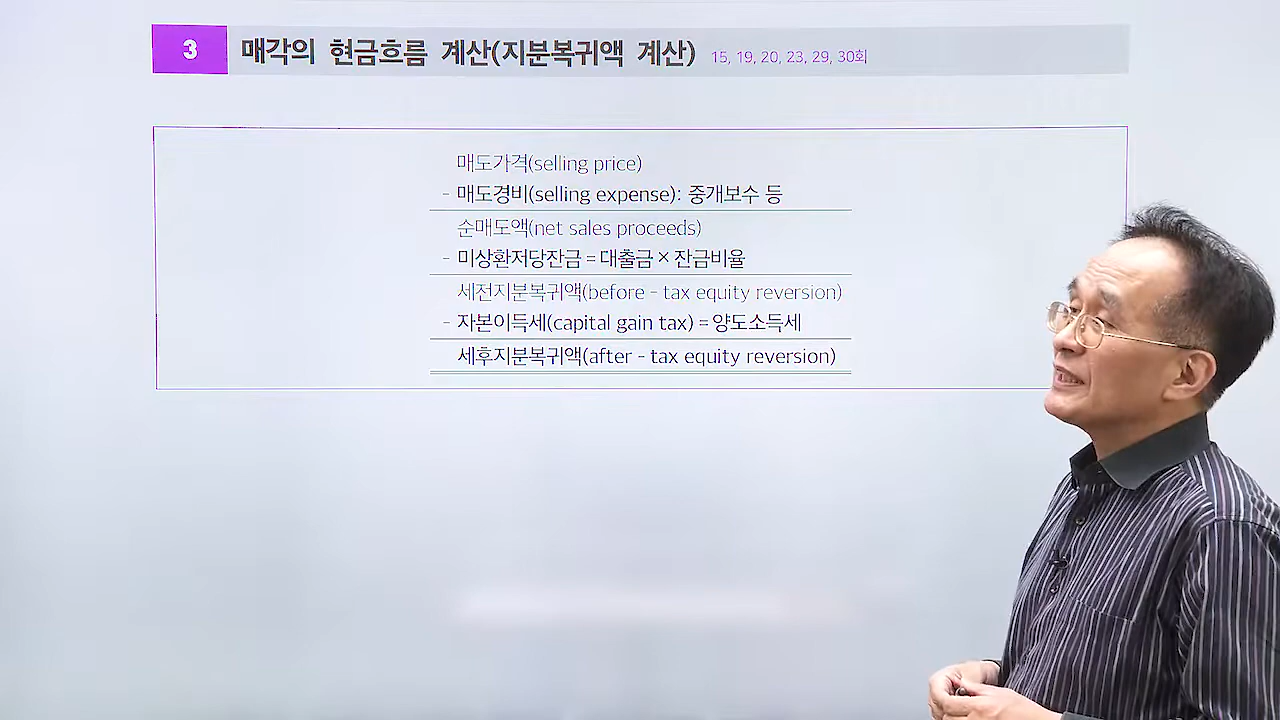 3 매각의 현금흐름 계산(지분복귀액 계산) 15, 19, 20, 23, 29, 30회
매도가격(selling price)
- 매도경비(selling expense): 중개보수 등
순매도액(net sales proceeds)
- 미상환저당잔금 = 대출금 × 잔금비율
세전지분복귀액(before - tax equity reversion)
- 자본이득세(capital gain tax) = 양도소득세
세후지분복귀액(after - tax equity reversion)